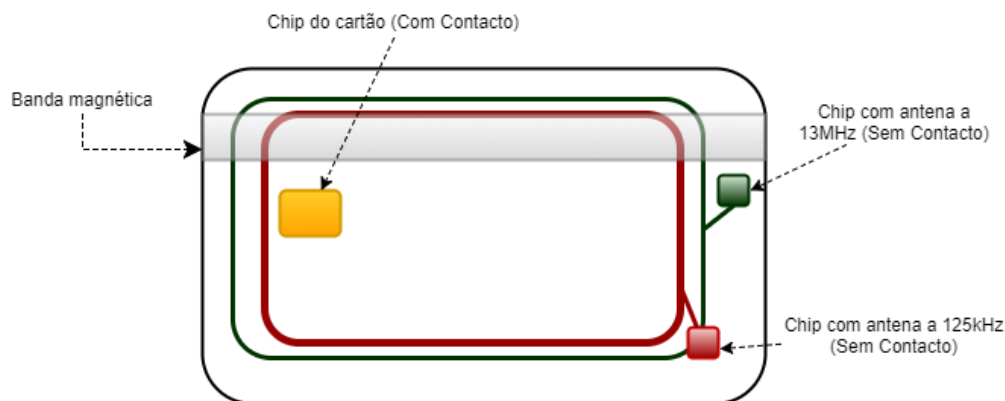 Chip do cartão (Com Contacto)
Banda magnética
Chip com antena a
13MHz (Sem Contacto)
Chip com antena a 125kHz
(Sem Contacto)